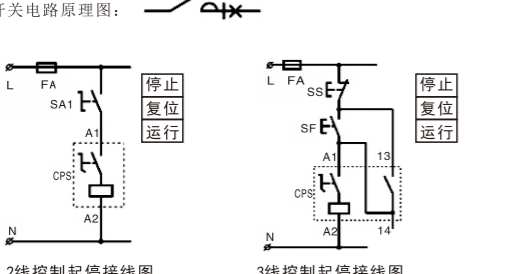 开关电路原理图：
L FA
SA1
A1
CPS
A2
N
停止
复位
运行
2线控制起停接线图
L FA
SS
SF
A1
13
CPS
A2
14
N
停止
复位
运行
3线控制起停接线图